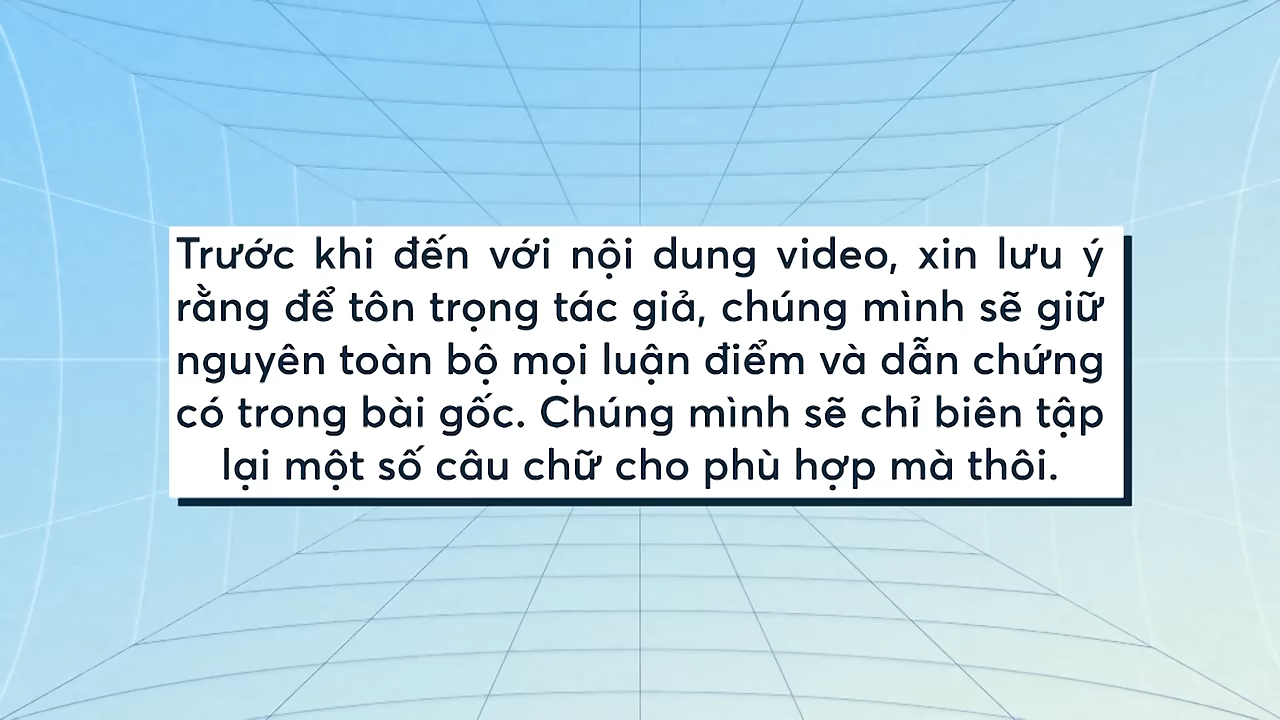 Trước khi đến với nội dung video, xin lưu ý
rằng để tôn trọng tác giả, chúng mình sẽ giữ
nguyên toàn bộ mọi luận điểm và dẫn chứng
có trong bài gốc. Chúng mình sẽ chỉ biên tập
lại một số câu chữ cho phù hợp mà thôi.